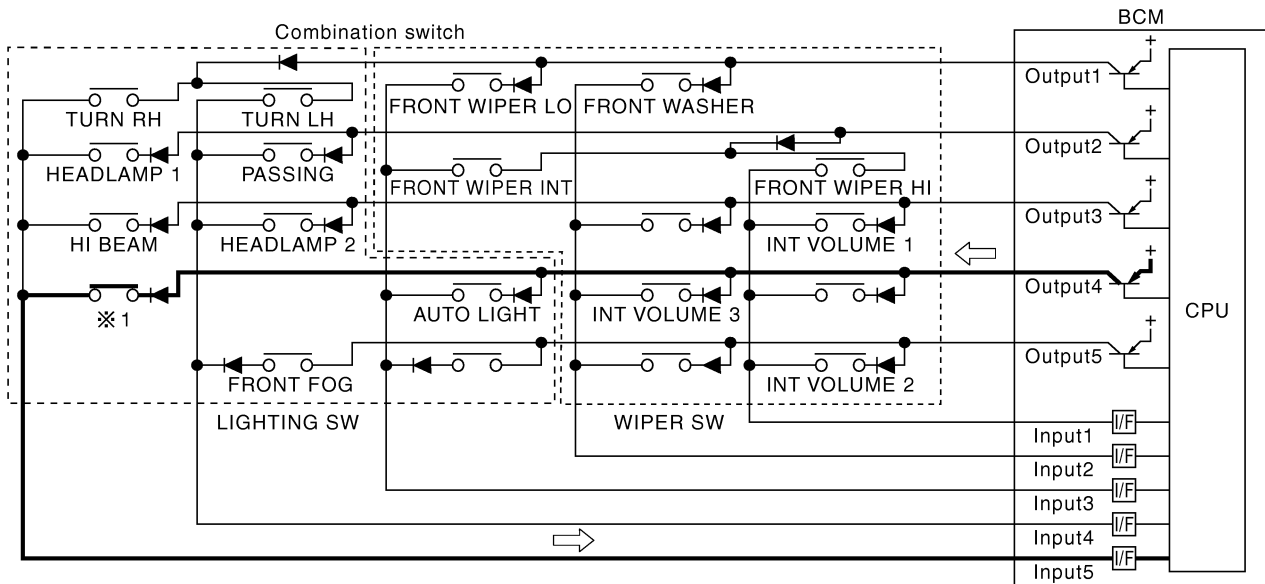 BCM
Combination switch
+
Output1
TURN RH
TURN LH
FRONT WIPER LO
FRONT WASHER
+
Output2
HEADLAMP 1
PASSING
FRONT WIPER INT
FRONT WIPER HI
+
Output3
HI BEAM
HEADLAMP 2
INT VOLUME 1
+
Output4
※1
AUTO LIGHT
INT VOLUME 3
CPU
+
Output5
FRONT FOG
INT VOLUME 2
LIGHTING SW
WIPER SW
I/F
Input1
I/F
Input2
I/F
Input3
I/F
Input4
I/F
Input5